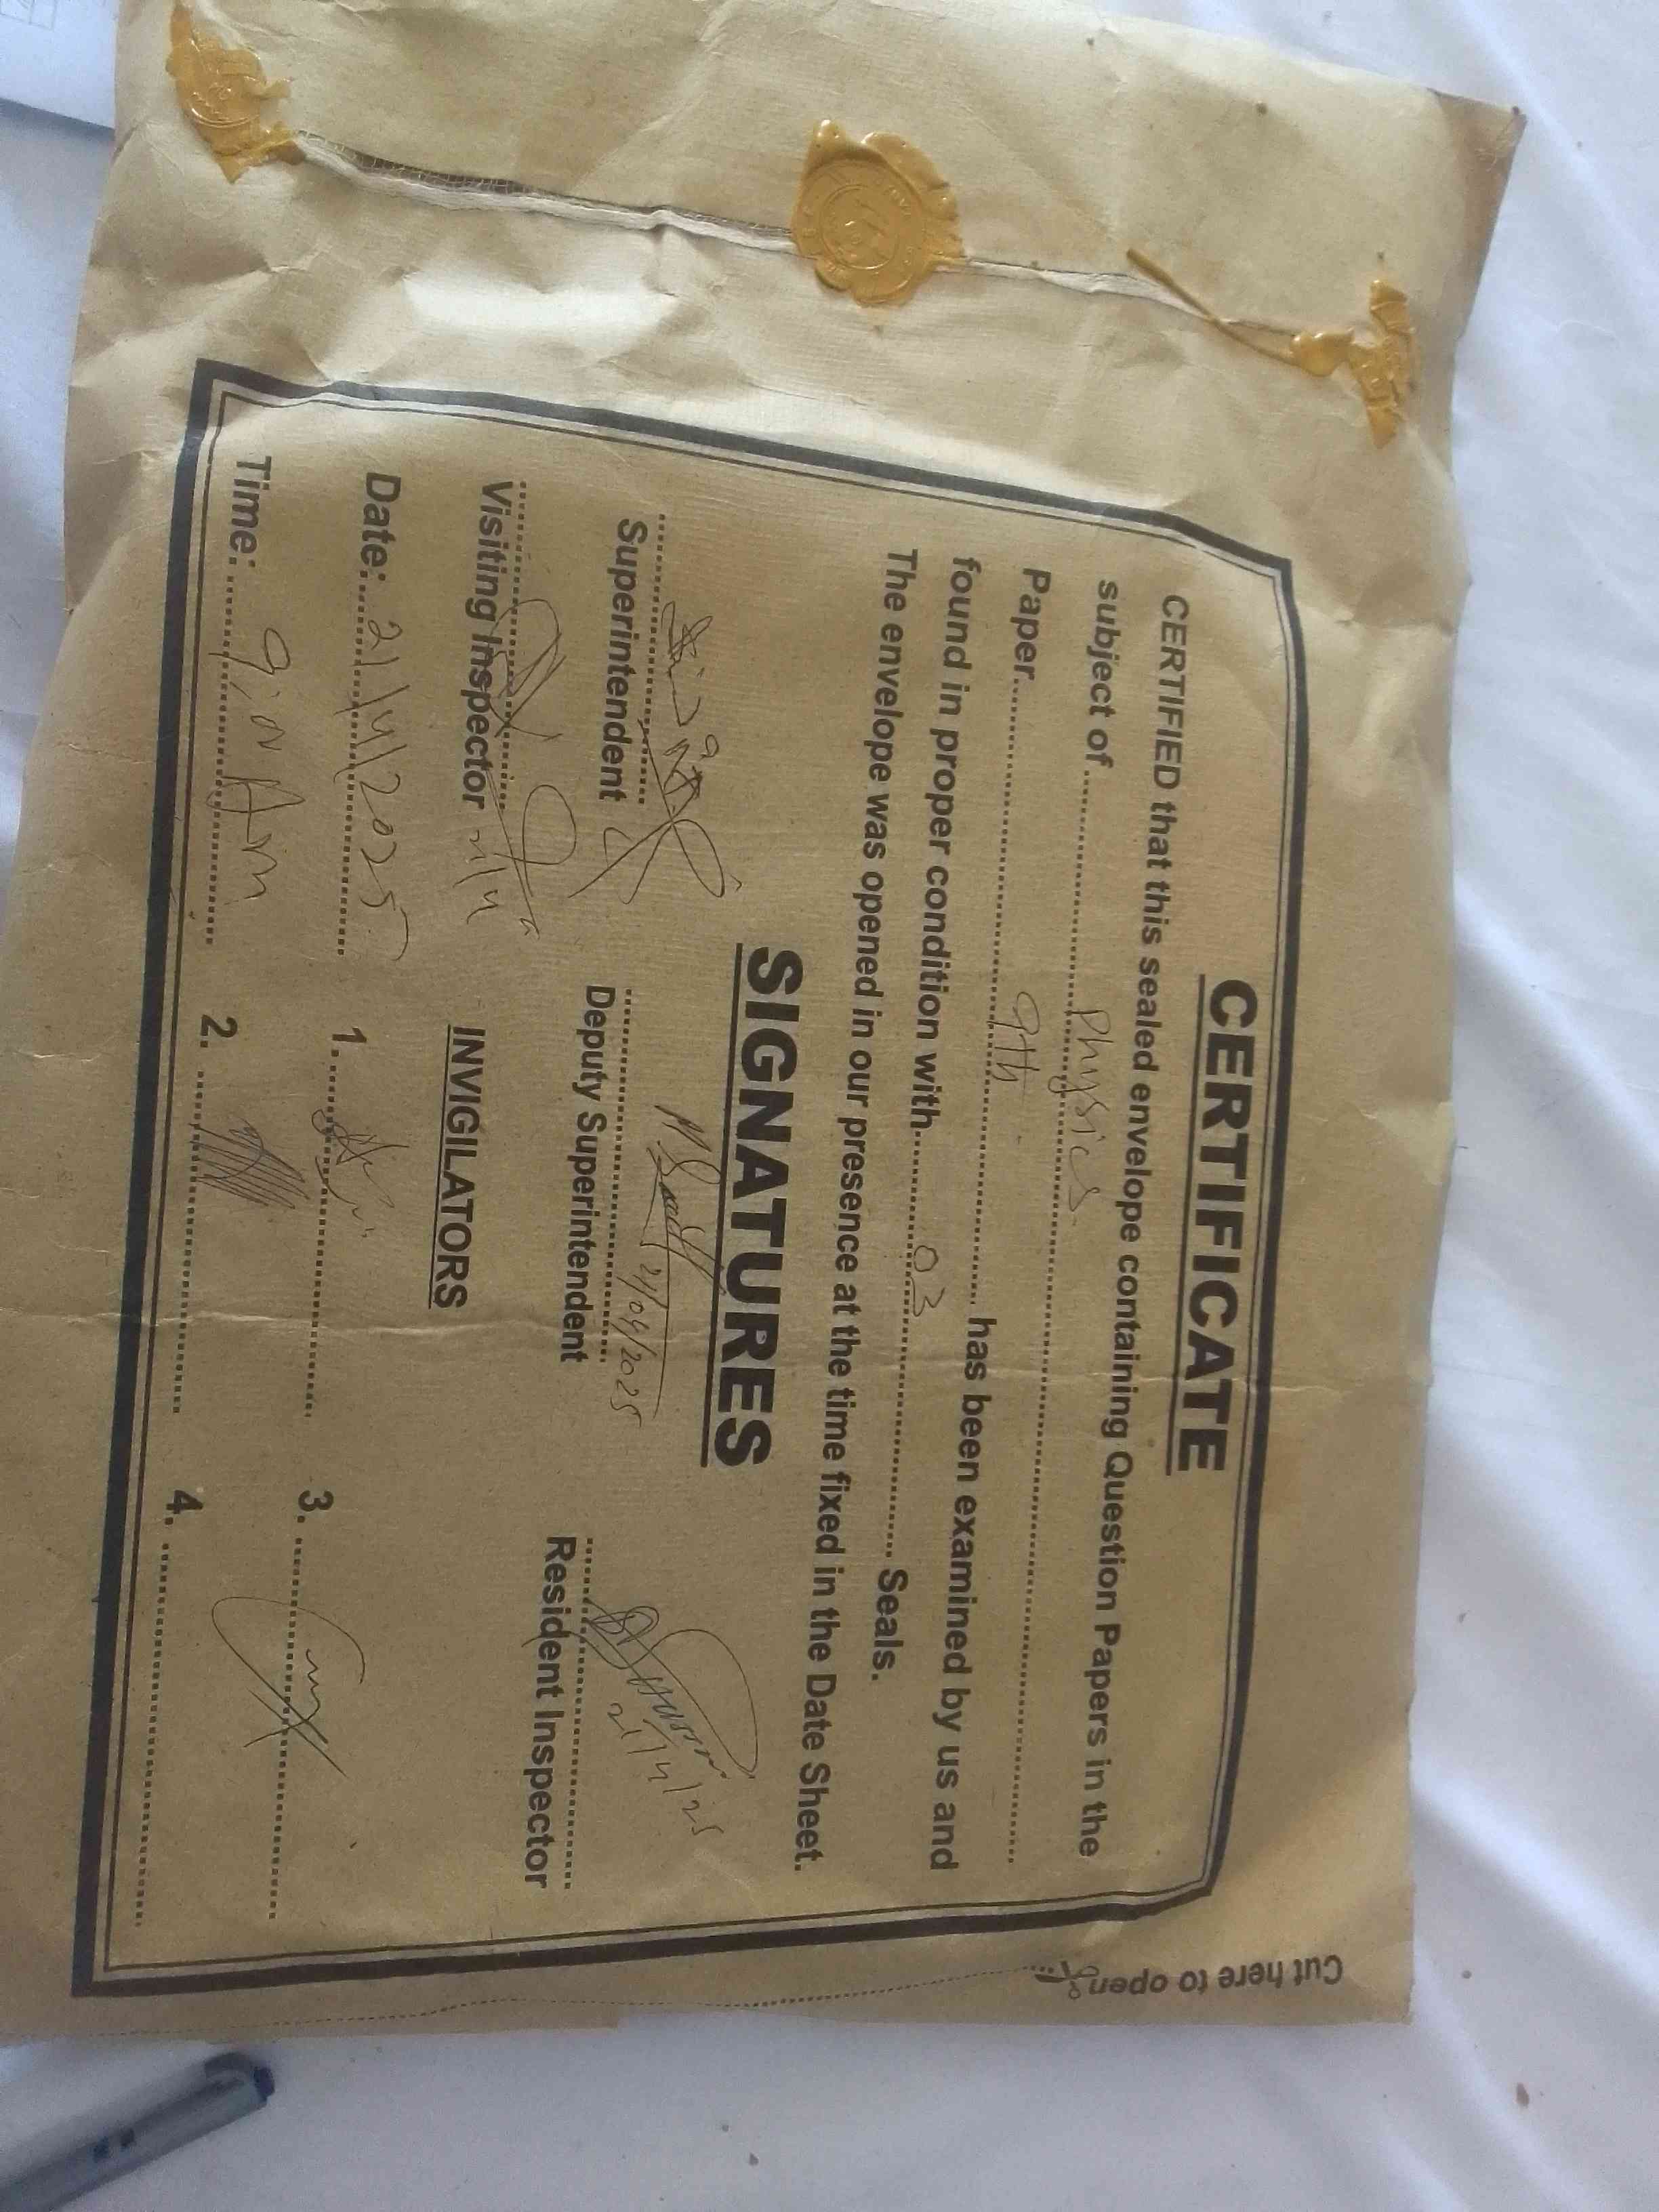 CERTIFICATE
CERTIFIED that this sealed envelope containing Question Papers in the
subject of Physics
Paper 9th has been examined by us and
found in proper condition with 03 Seals.
The envelope was opened in our presence at the time fixed in the Date Sheet.
SIGNATURES
21/04/2025 21/4/25
Superintendent Deputy Superintendent Resident Inspector
21/4
Visiting Inspector INVIGILATORS
Date: 21/4/2025 1. 3.
Time: Am 2. 4.
Cut here to open